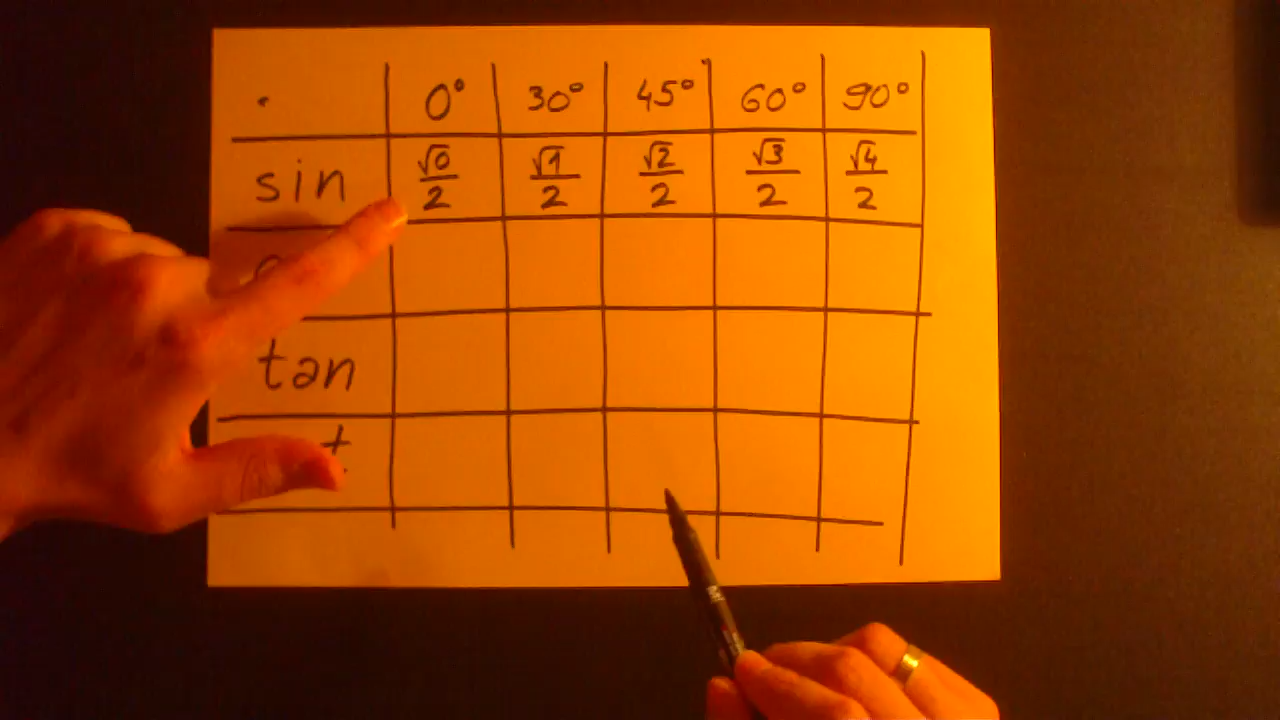 0° 30° 45° 60° 90°
sin √0/2 √1/2 √2/2 √3/2 √4/2
tan